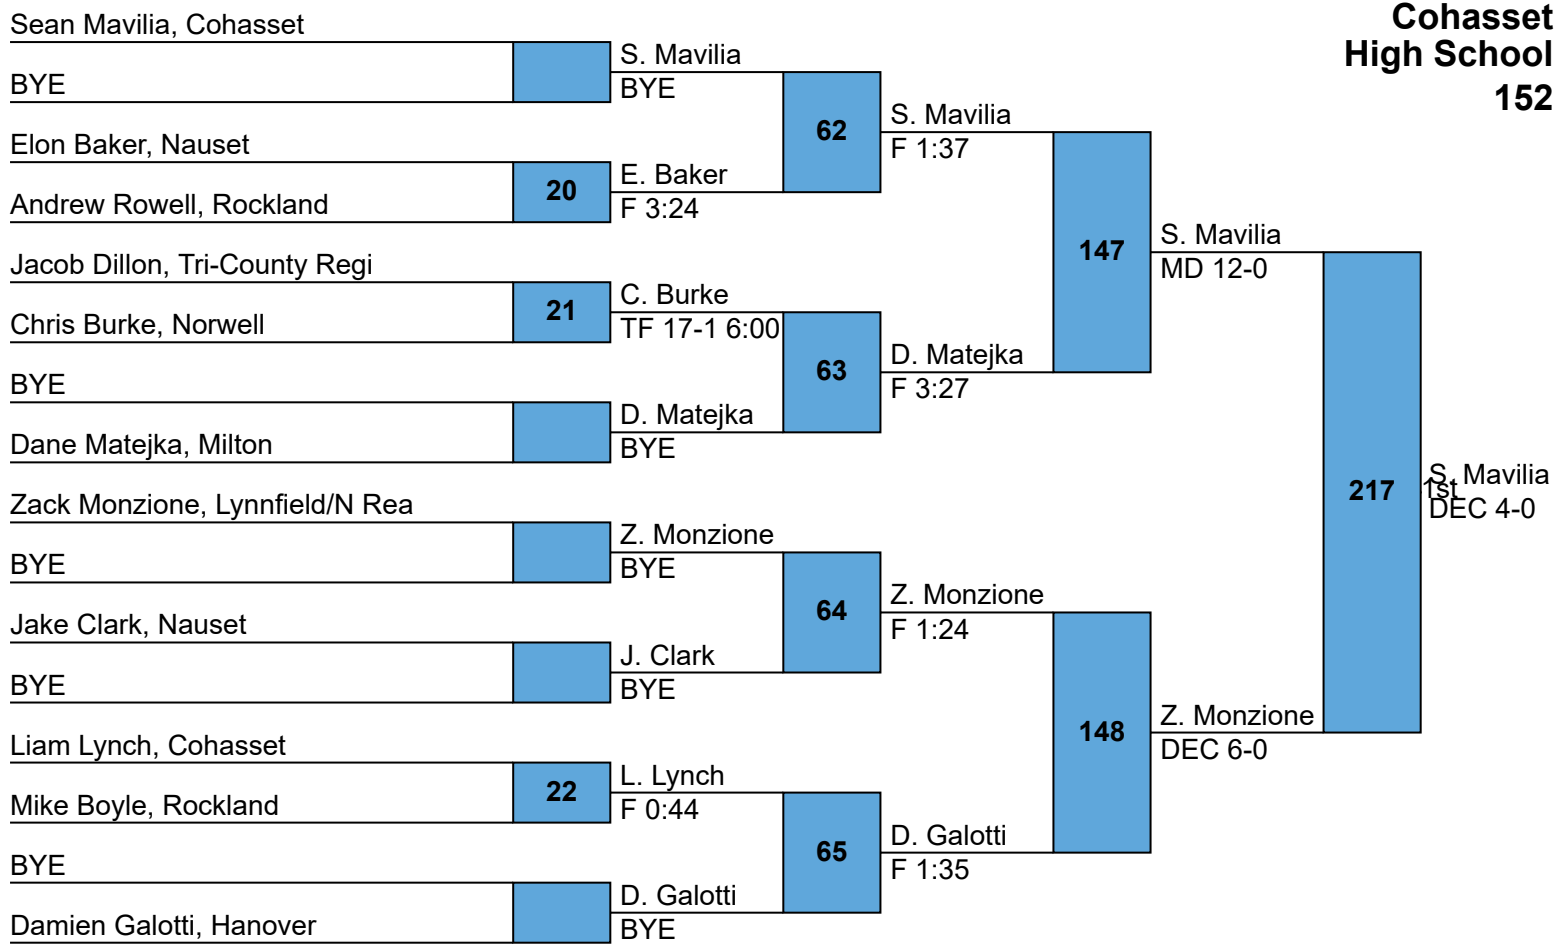 Cohasset
High School
152
Sean Mavilia, Cohasset
BYE
Elon Baker, Nauset
Andrew Rowell, Rockland
Jacob Dillon, Tri-County Regi
Chris Burke, Norwell
BYE
Dane Matejka, Milton
Zack Monzione, Lynnfield/N Rea
BYE
Jake Clark, Nauset
BYE
Liam Lynch, Cohasset
Mike Boyle, Rockland
BYE
Damien Galotti, Hanover
20
21
22
S. Mavilia
BYE
E. Baker
F 3:24
C. Burke
TF 17-1 6:00
D. Matejka
BYE
Z. Monzione
BYE
J. Clark
BYE
L. Lynch
F 0:44
D. Galotti
BYE
62
63
64
65
S. Mavilia
F 1:37
D. Matejka
F 3:27
Z. Monzione
F 1:24
D. Galotti
F 1:35
147
148
S. Mavilia
MD 12-0
Z. Monzione
DEC 6-0
217
S. Mavilia
1st
DEC 4-0